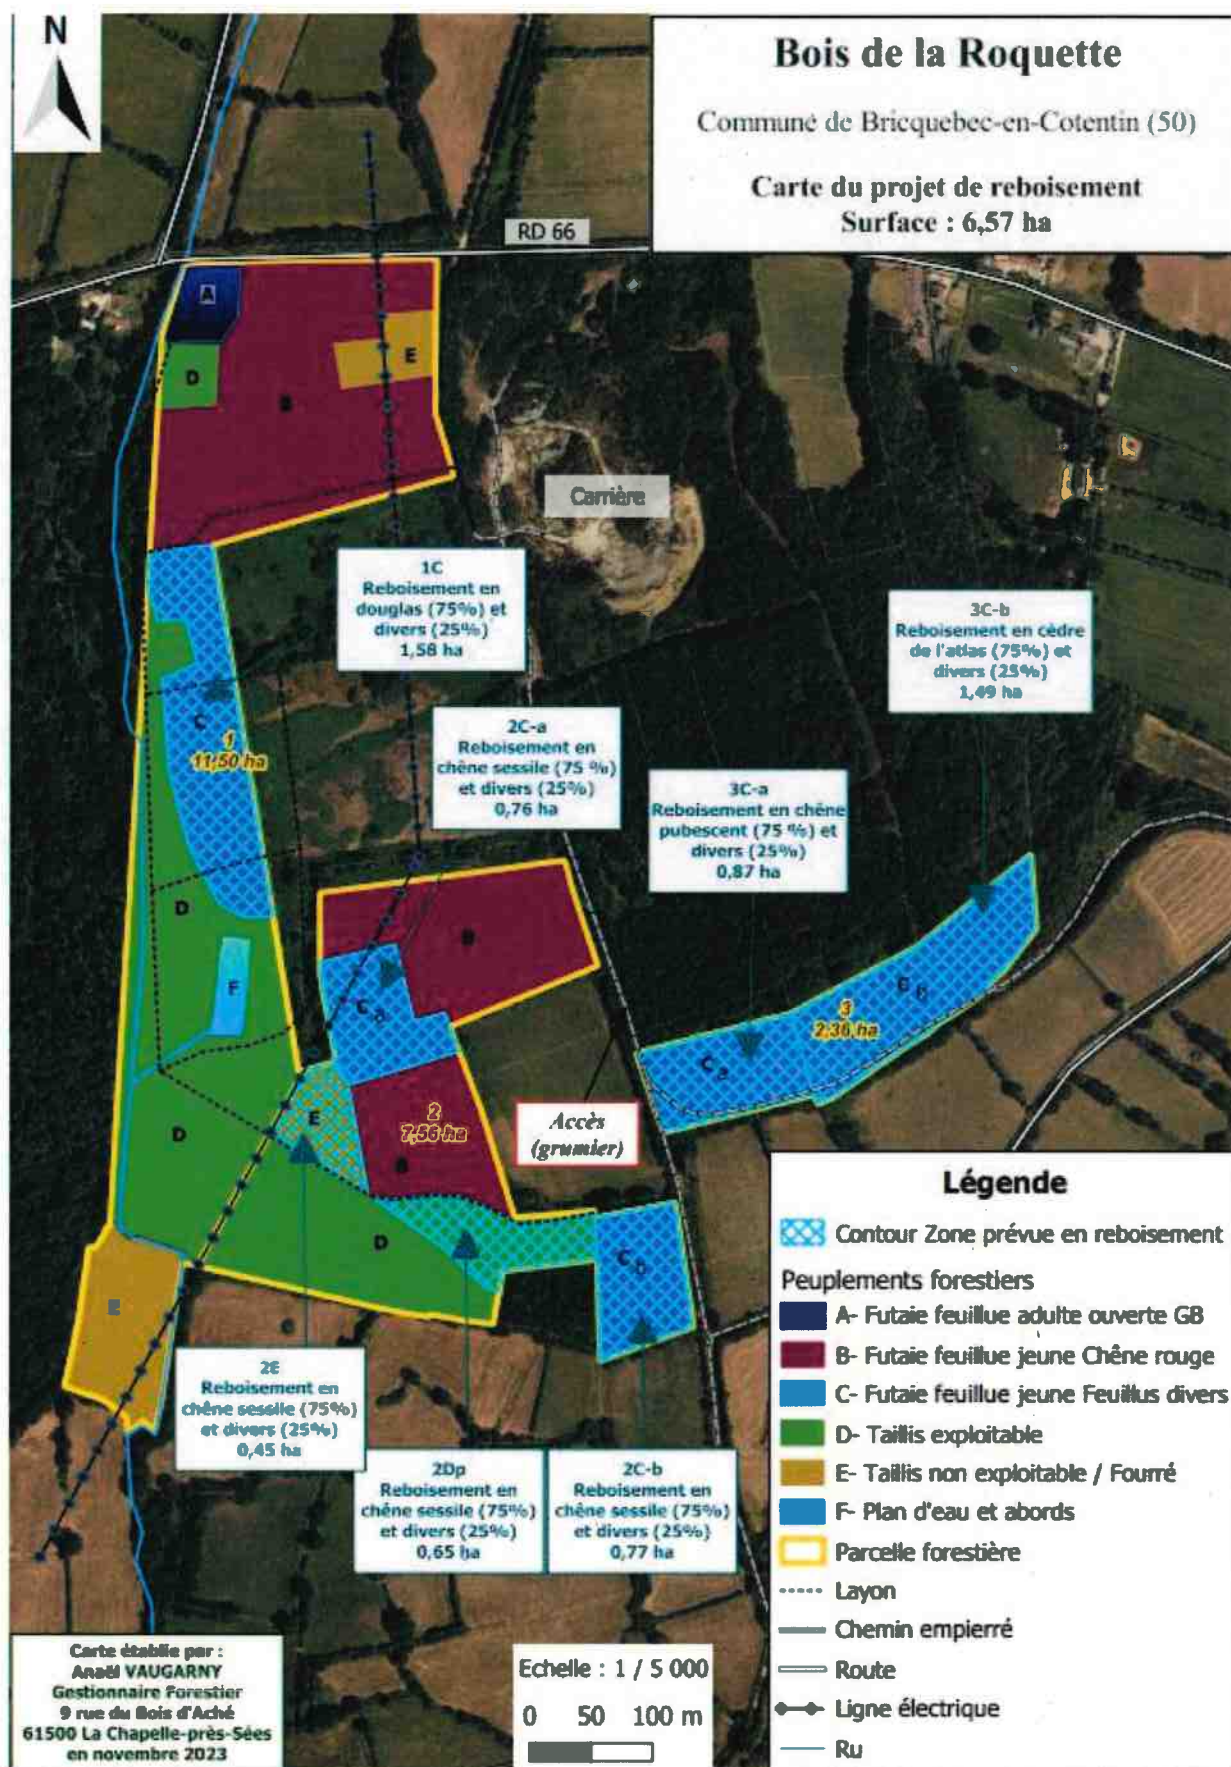 N
Bois de la Roquette
Commune de Bricquebec-en-Cotentin (50)
Carte du projet de reboisement
Surface : 6,57 ha
RD 66
A
D
E
B
Carrière
1C
Reboisement en
douglas (75%) et
divers (25%)
1,58 ha
3C-b
Reboisement en cèdre
de l'atlas (75%) et
divers (25%)
1,49 ha
C
1
11,50 ha
2C-a
Reboisement en
chêne sessile (75 %)
et divers (25%)
0,76 ha
3C-a
Reboisement en chêne
pubescent (75 %) et
divers (25%)
0,87 ha
D
B
F
C a
C b
3
2,36 ha
C a
E
2
7,56 ha
Accès
(grumier)
D
B
D
C b
E
2E
Reboisement en
chêne sessile (75%)
et divers (25%)
0,45 ha
2Dp
Reboisement en
chêne sessile (75%)
et divers (25%)
0,65 ha
2C-b
Reboisement en
chêne sessile (75%)
et divers (25%)
0,77 ha
Légende
Contour Zone prévue en reboisement
Peuplements forestiers
A- Futaie feuillue adulte ouverte GB
B- Futaie feuillue jeune Chêne rouge
C- Futaie feuillue jeune Feuillus divers
D- Taillis exploitable
E- Taillis non exploitable / Fourré
F- Plan d'eau et abords
Parcelle forestière
Layon
Chemin empierré
Route
Ligne électrique
Ru
Carte établie par :
Anaël VAUGARNY
Gestionnaire Forestier
9 rue du Bois d'Aché
61500 La Chapelle-près-Sées
en novembre 2023
Echelle : 1 / 5 000
0 50 100 m